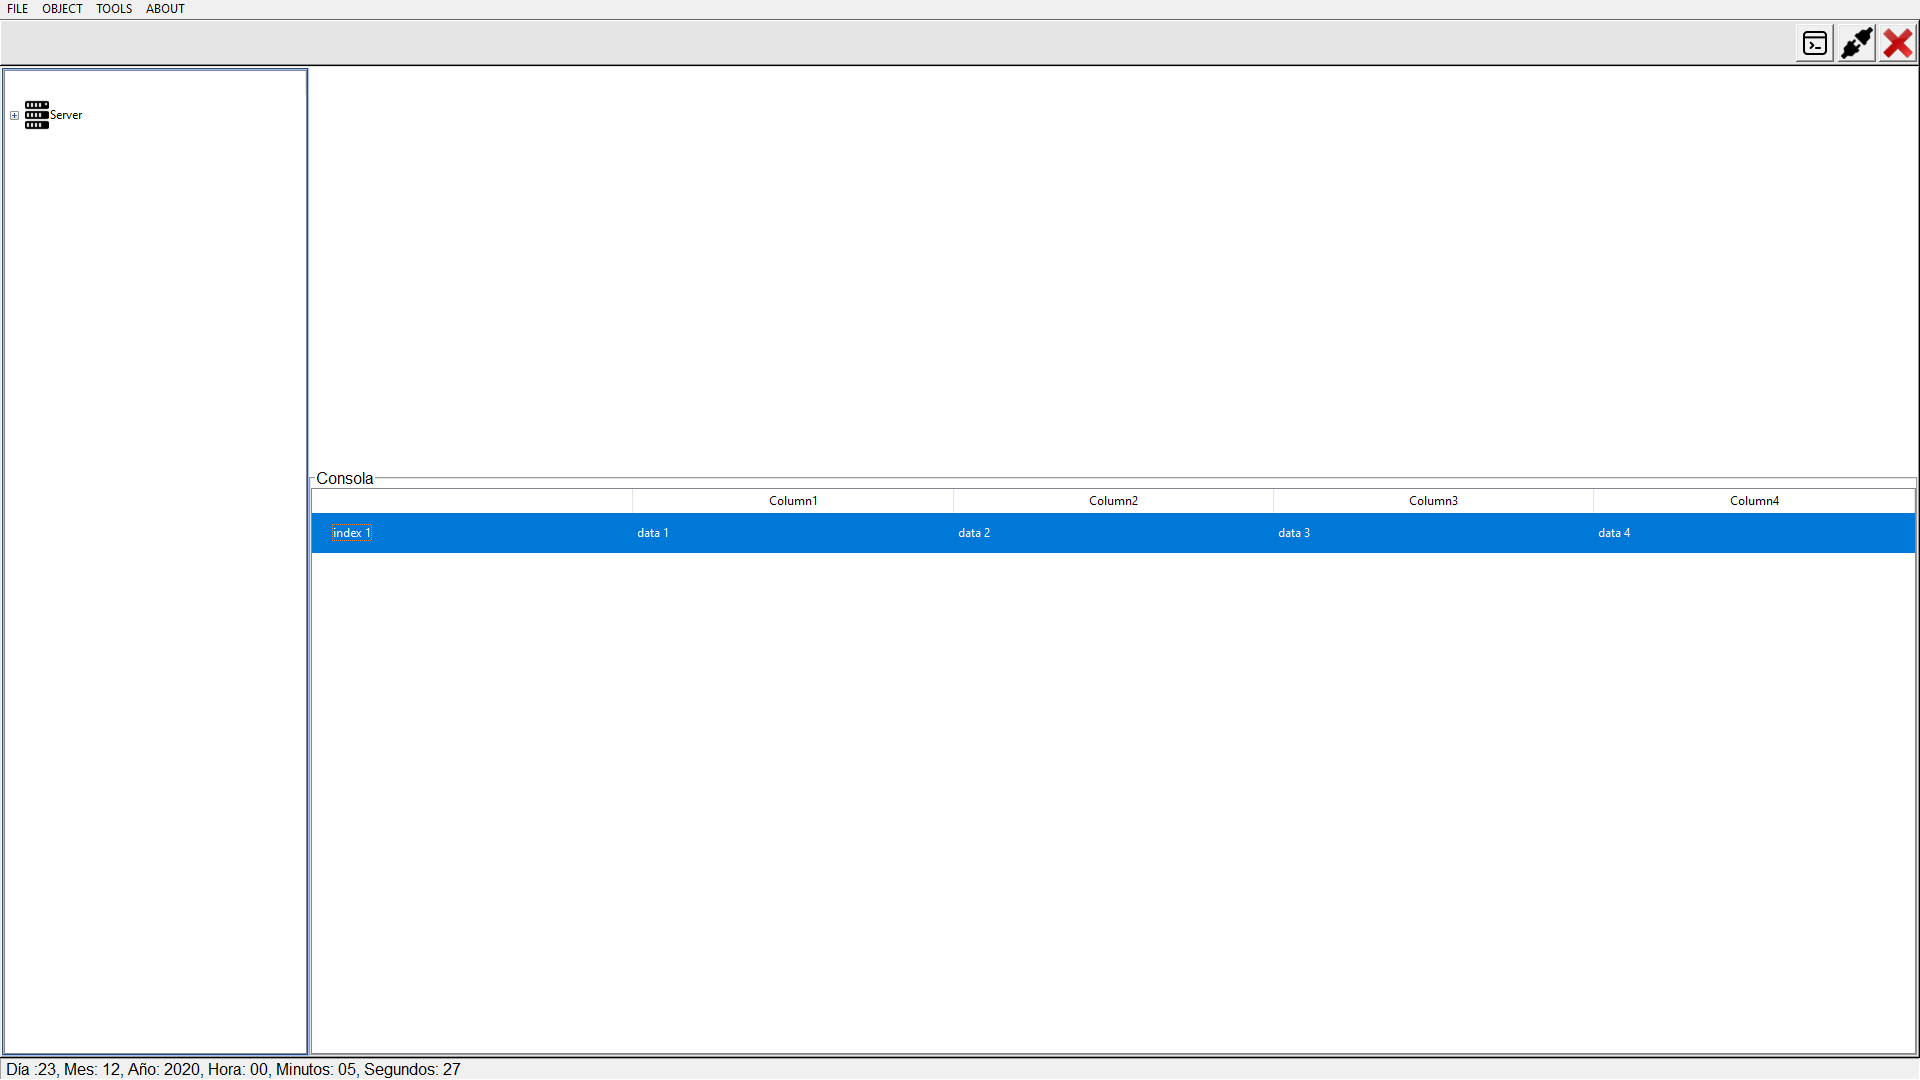 FILE OBJECT TOOLS ABOUT
Server
Consola
Column1 Column2 Column3 Column4
index 1 data 1 data 2 data 3 data 4
Día :23, Mes: 12, Año: 2020, Hora: 00, Minutos: 05, Segundos: 27